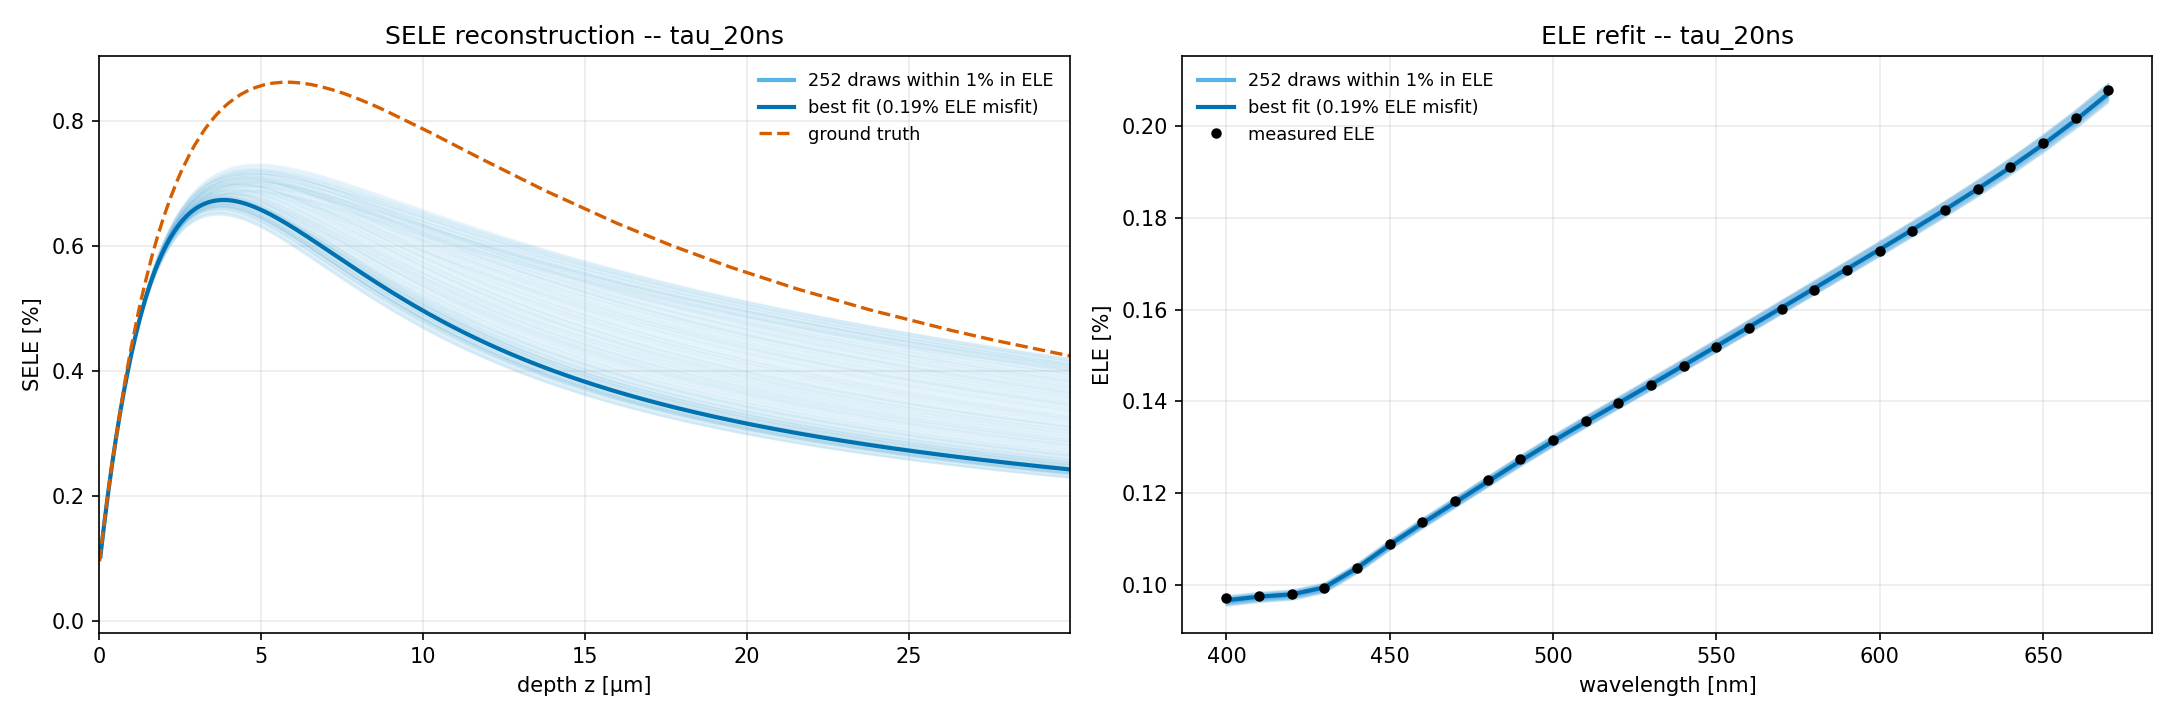 SELE reconstruction -- tau_20ns
252 draws within 1% in ELE
best fit (0.19% ELE misfit)
ground truth
SELE [%]
0.8
0.6
0.4
0.2
0.0
0
5
10
15
20
25
depth z [µm]
ELE refit -- tau_20ns
252 draws within 1% in ELE
best fit (0.19% ELE misfit)
measured ELE
ELE [%]
0.20
0.18
0.16
0.14
0.12
0.10
400
450
500
550
600
650
wavelength [nm]